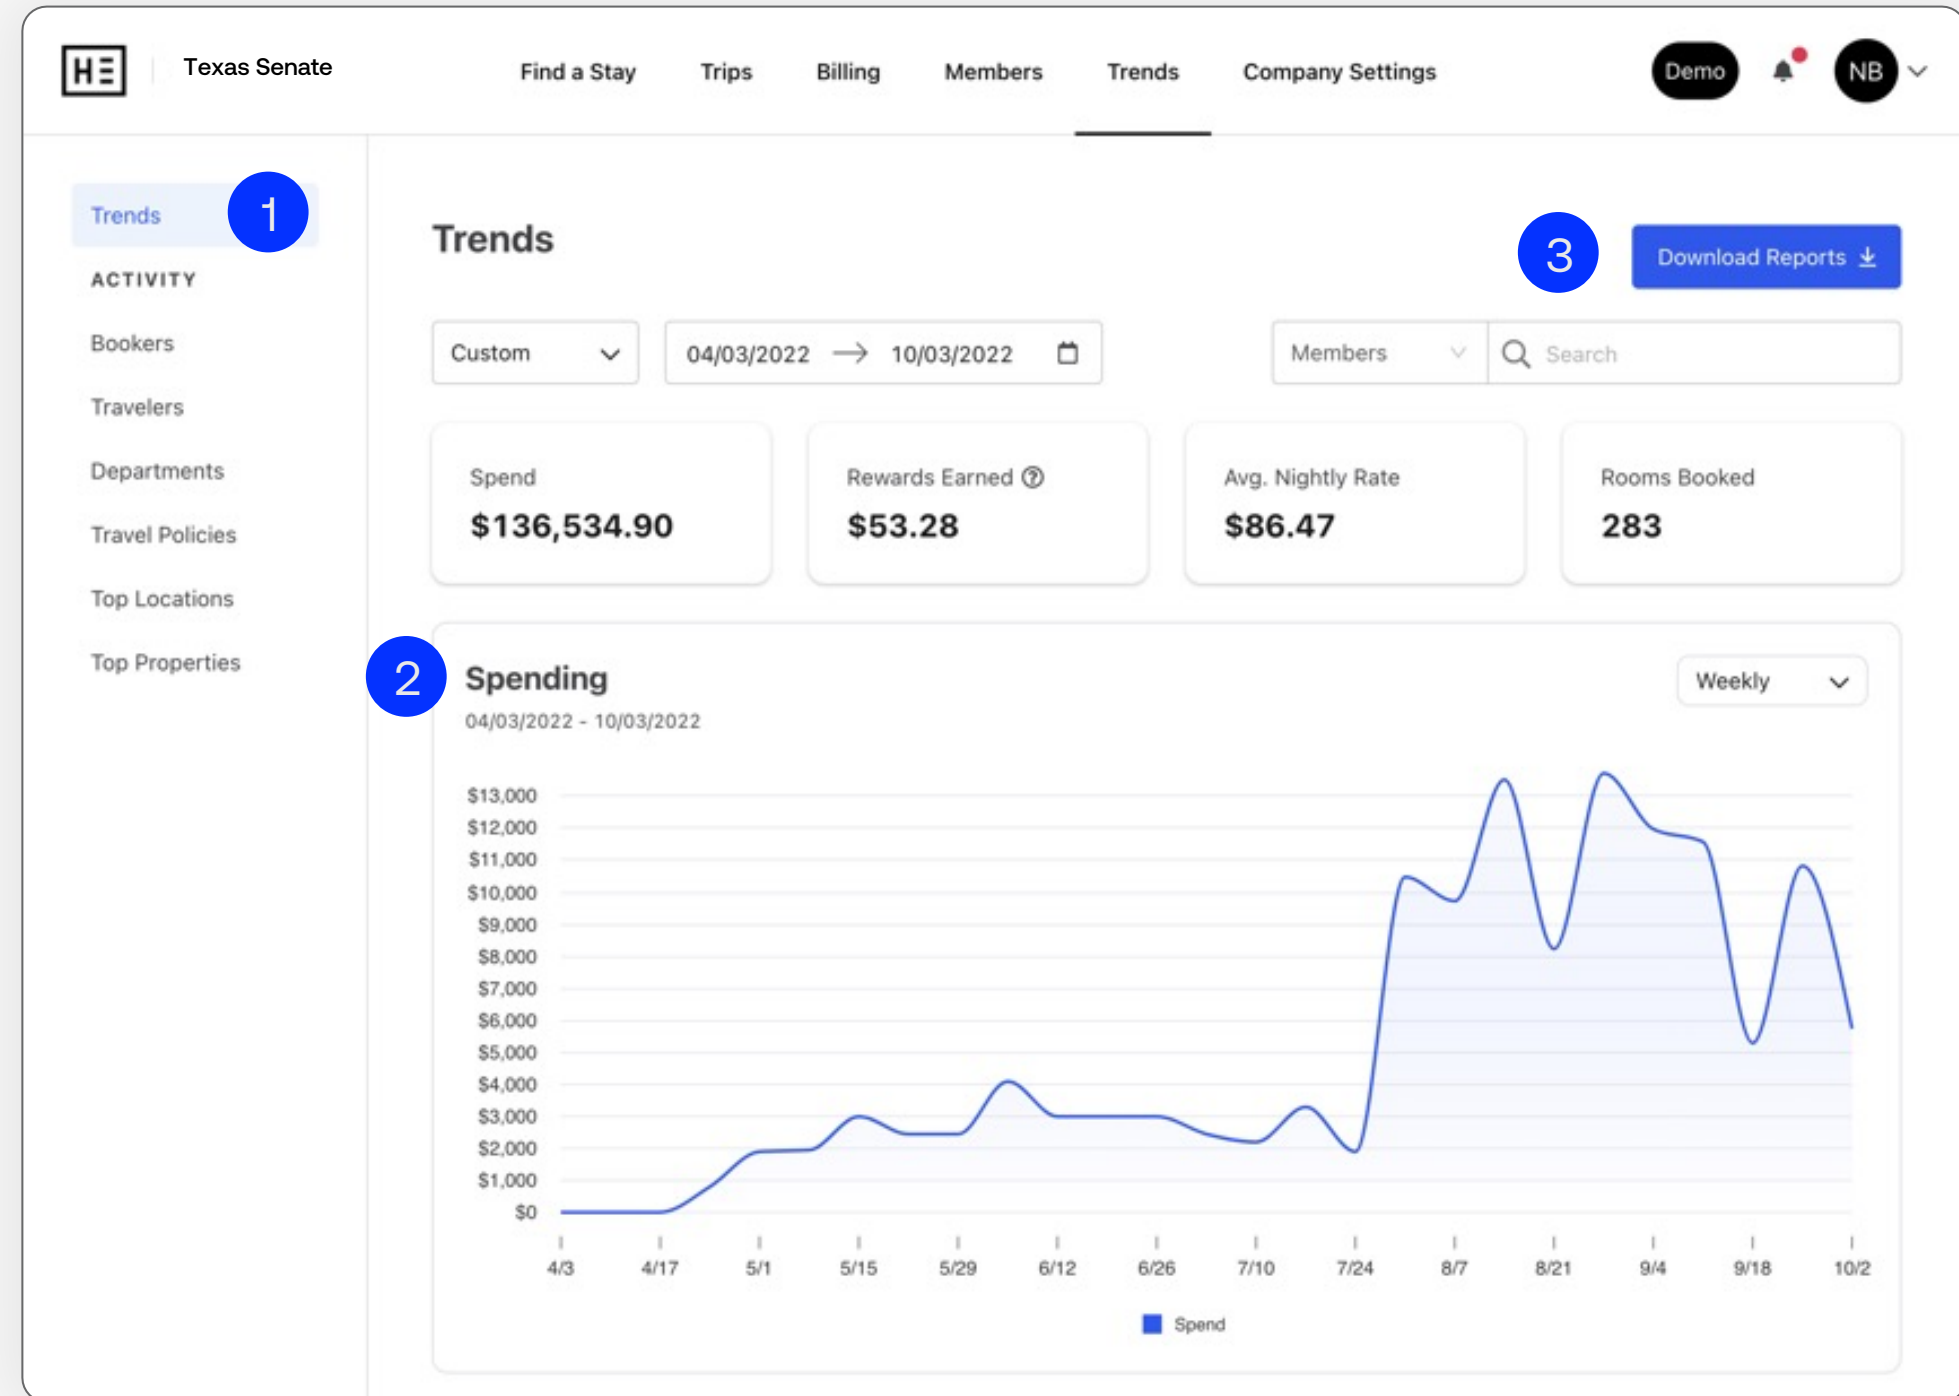 HE
Texas Senate
Find a Stay
Trips
Billing
Members
Trends
Company Settings
Demo
NB
Trends
1
ACTIVITY
Bookers
Travelers
Departments
Travel Policies
Top Locations
Top Properties
Trends
3
Download Reports
Custom
04/03/2022 → 10/03/2022
Members
Search
Spend
$136,534.90
Rewards Earned ?
$53.28
Avg. Nightly Rate
$86.47
Rooms Booked
283
2
Spending
04/03/2022 - 10/03/2022
Weekly
$13,000
$12,000
$11,000
$10,000
$9,000
$8,000
$7,000
$6,000
$5,000
$4,000
$3,000
$2,000
$1,000
$0
4/3 4/17 5/1 5/15 5/29 6/12 6/26 7/10 7/24 8/7 8/21 9/4 9/18 10/2
Spend